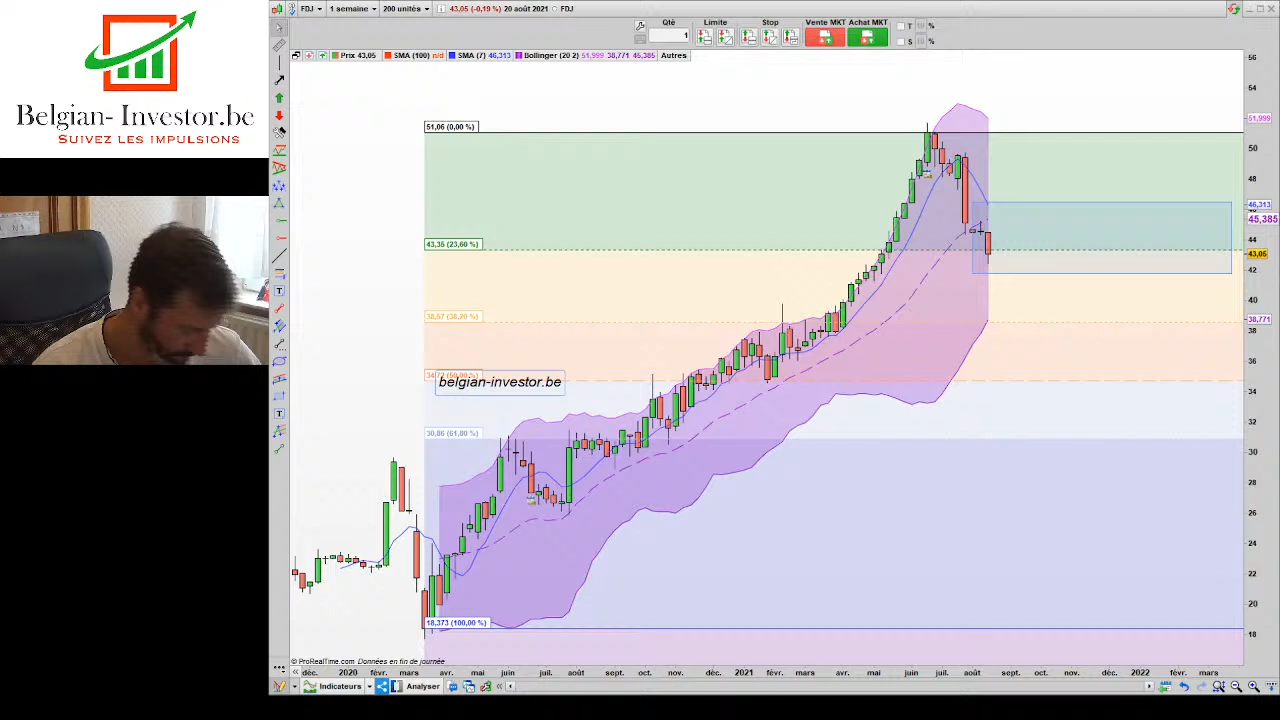 Belgian- Investor.be
SUIVEZ LES IMPULSIONS
FDJ
1 semaine
200 unités
43,05 (-0,19 %) 20 août 2021
FDJ
Qté
Limite
Stop
Vente MKT
Achat MKT
1
T
10
%
S
10
%
Prix 43,05
SMA (100) n/d
SMA (7) 46,313
Bollinger (20 2) 51,999 38,771 45,385
Autres
51,06 (0,00 %)
43,35 (23,60 %)
38,57 (38,20 %)
belgian-investor.be
30,86 (61,80 %)
18,373 (100,00 %)
56
54
51,999
50
48
46,313
45,385
44
43,05
42
40
38,771
38
36
34
32
30
28
26
24
22
20
18
© ProRealTime.com Données en fin de journée
déc. 2020 févr. mars avr. mai juin juil. août sept. oct. nov. déc. 2021 févr. mars avr. mai juin juil. août sept. oct. nov. déc. 2022 mars
Indicateurs
Analyser